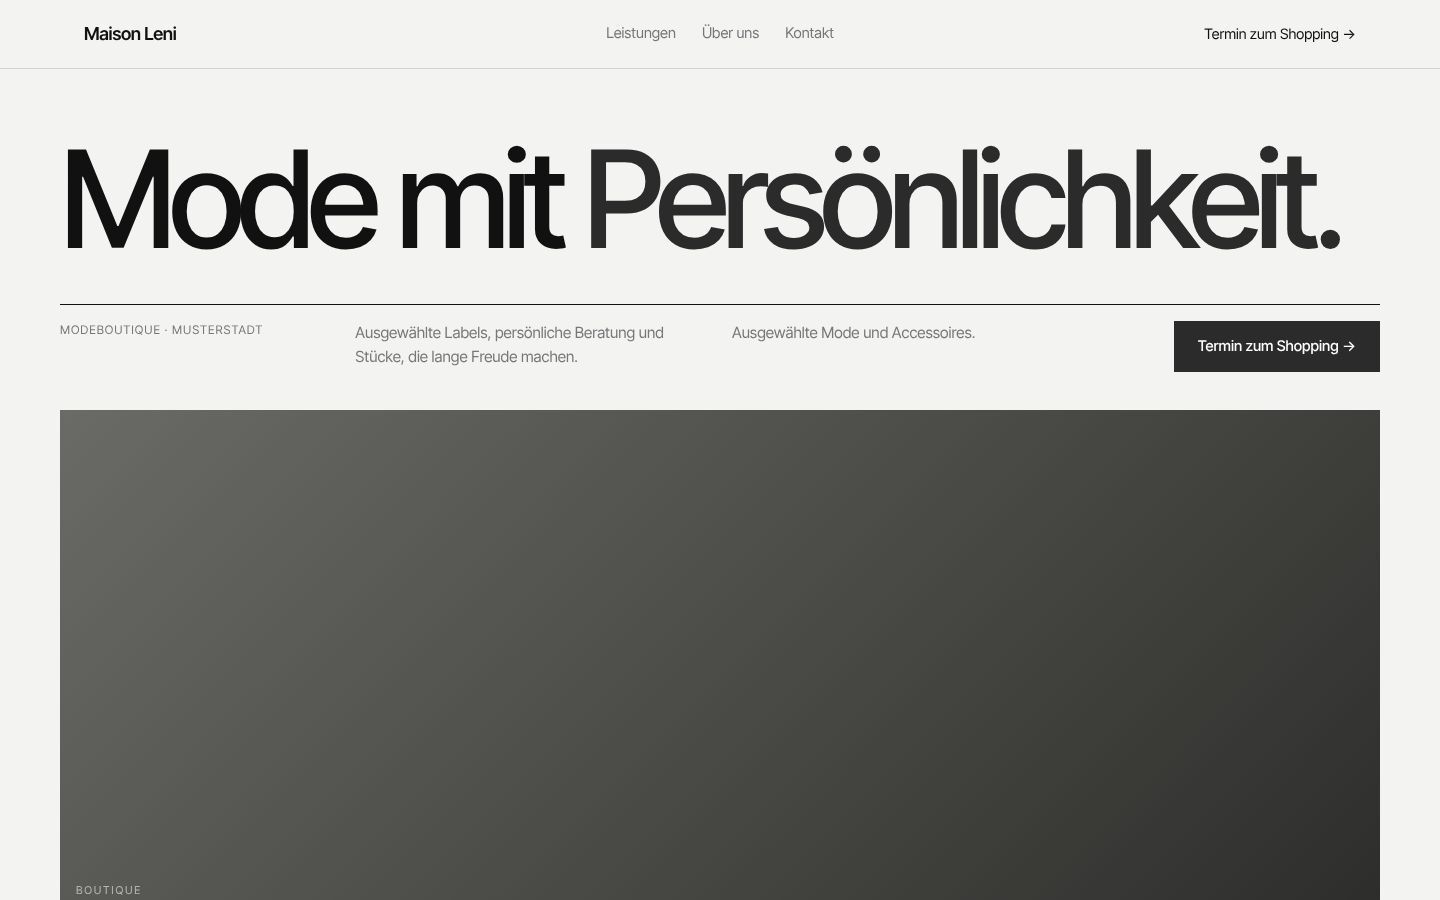 Maison Leni
Leistungen Über uns Kontakt
Termin zum Shopping →
Mode mit Persönlichkeit.
MODEBOUTIQUE · MUSTERSTADT
Ausgewählte Labels, persönliche Beratung und
Stücke, die lange Freude machen.
Ausgewählte Mode und Accessoires.
Termin zum Shopping →
BOUTIQUE